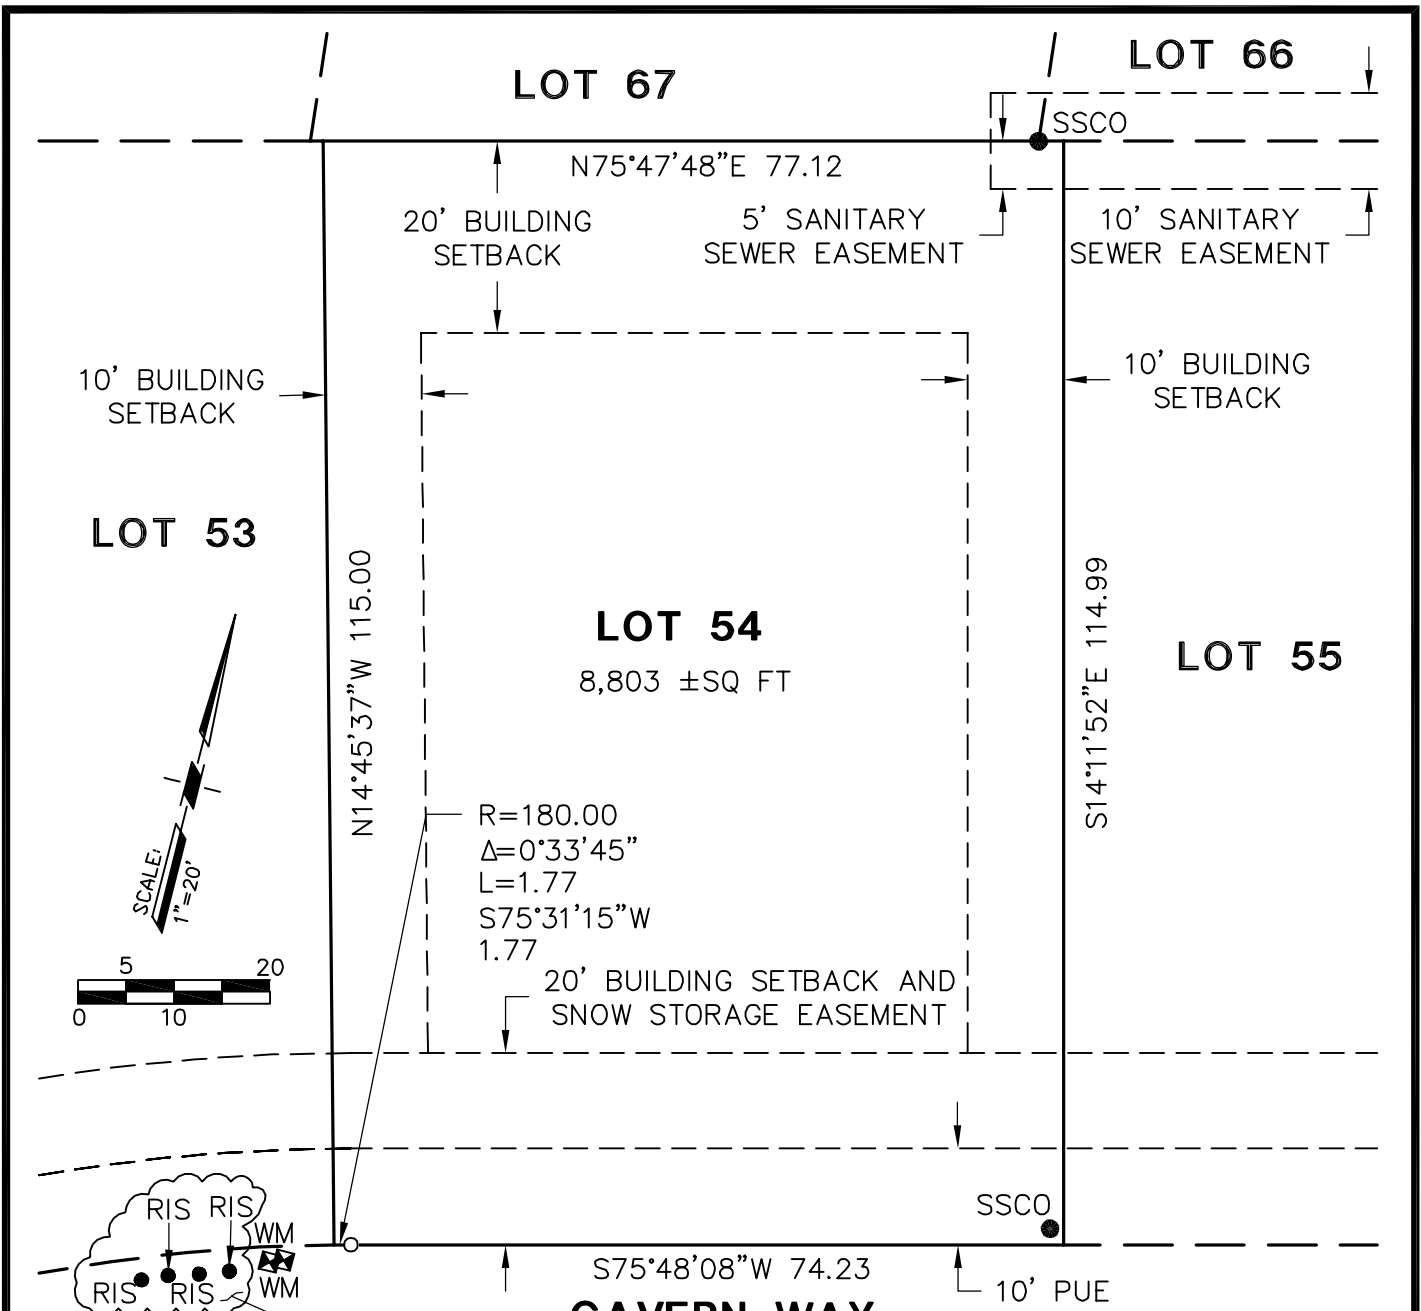 LOT 67
LOT 66
SSCO
N75°47'48"E 77.12
20' BUILDING
SETBACK
5' SANITARY
SEWER EASEMENT
10' SANITARY
SEWER EASEMENT
10' BUILDING
SETBACK
10' BUILDING
SETBACK
LOT 53
N14°45'37"W 115.00
LOT 54
8,803 ±SQ FT
S14°11'52"E 114.99
LOT 55
SCALE:
1"=20'
R=180.00
Δ=0°33'45"
L=1.77
S75°31'15"W
1.77
5
20
0
10
20' BUILDING SETBACK AND
SNOW STORAGE EASEMENT
SSCO
RIS
RIS
WM
RIS
RIS
WM
S75°48'08"W 74.23
10' PUE
CAVERN WAY